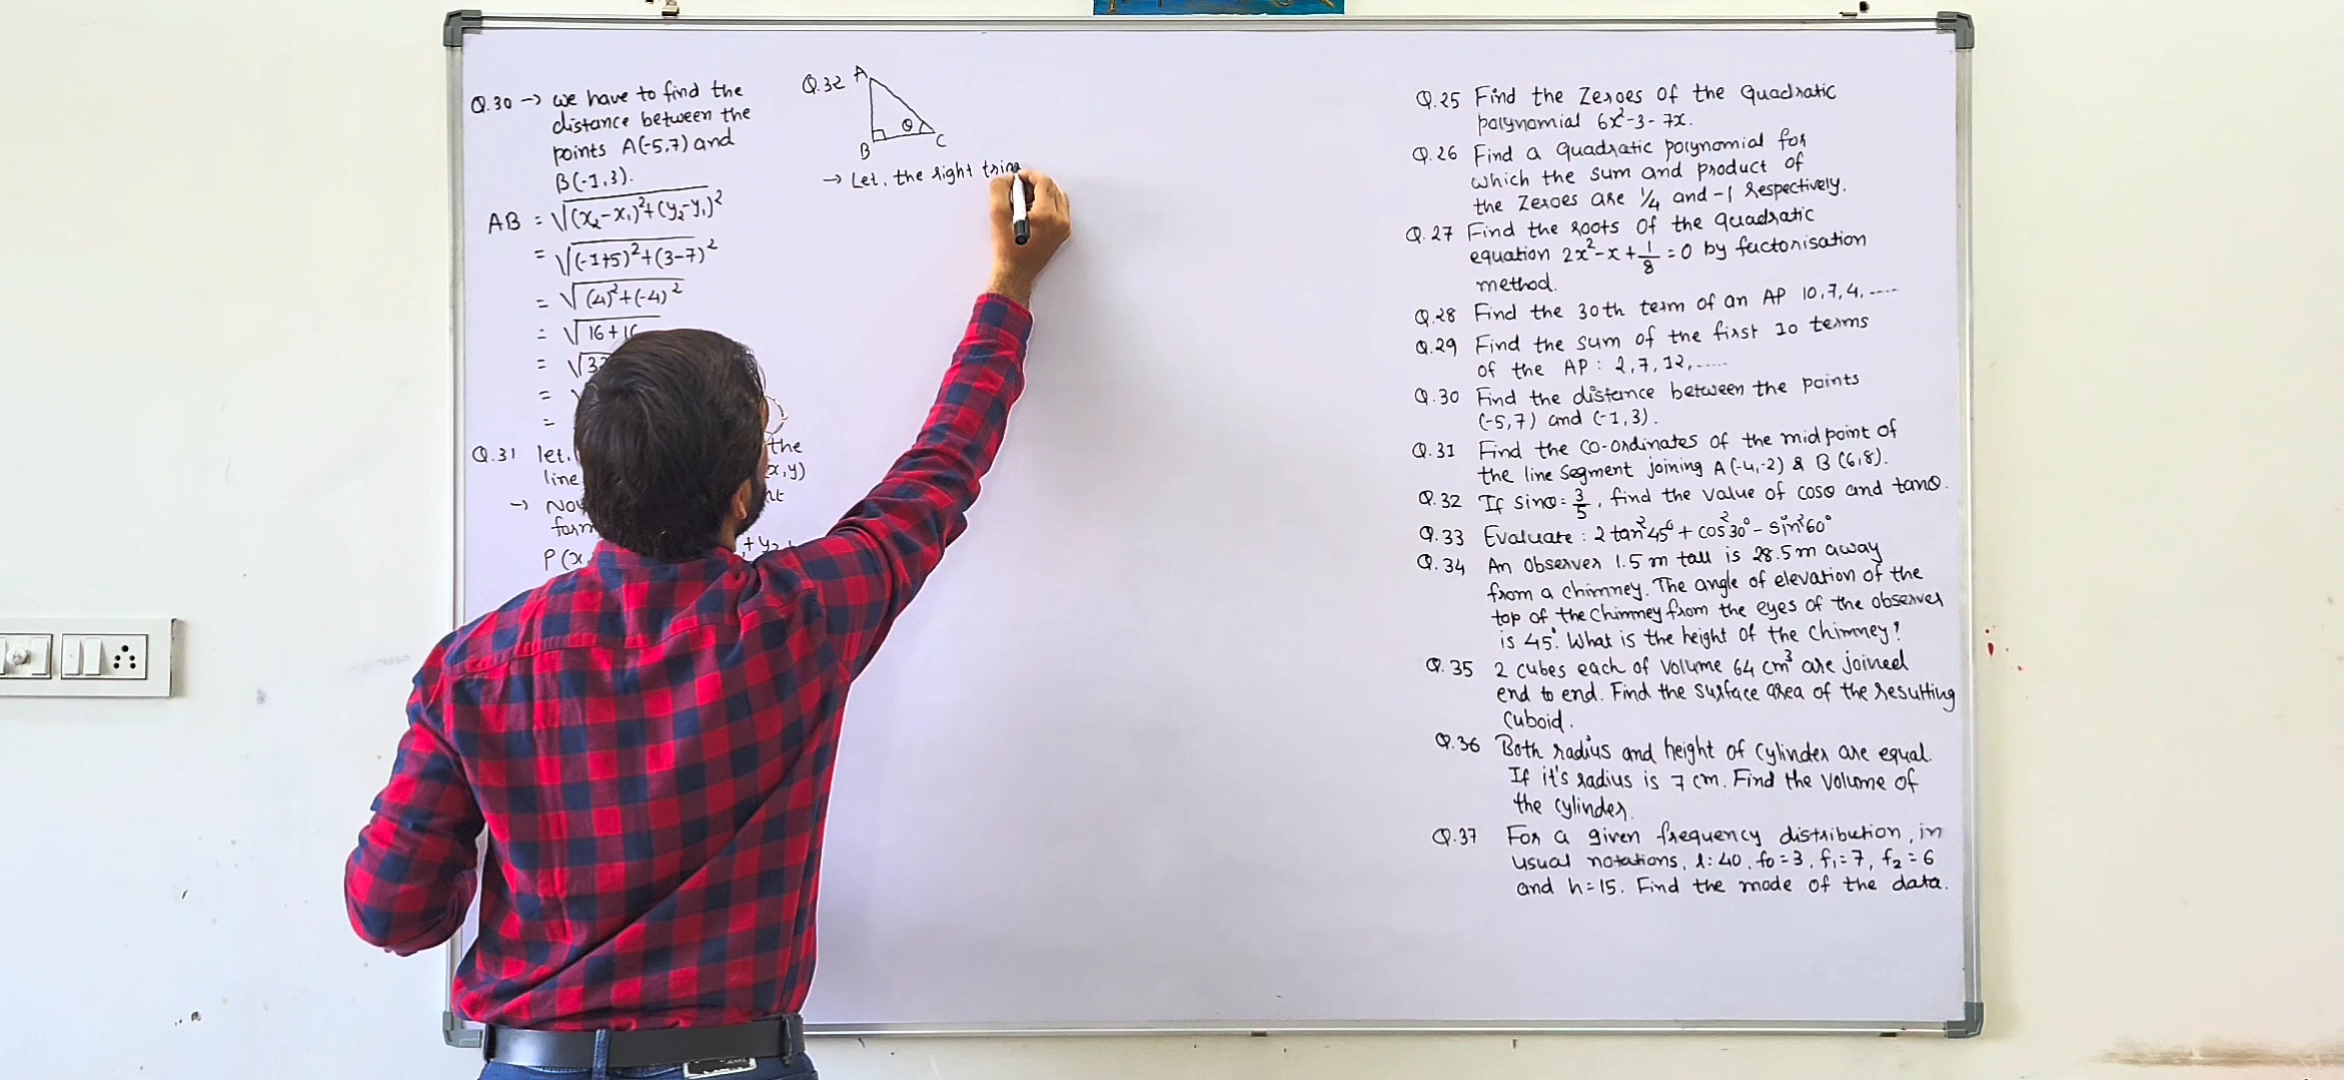 Q.30 → we have to find the
distance between the
points A(-5,7) and
B(-1,3).
AB = √(x₂-x₁)²+(y₂-y₁)²
= √(-1+5)²+(3-7)²
= √(4)²+(-4)²
= √16+
= √
=
=
Q.31 let,
the
line
(x,y)
→
P(x
+y₂
Q.32 A
θ
B C
→ Let, the right
Q.25 Find the Zeroes of the Quadratic
polynomial 6x²-3-7x.
Q.26 Find a Quadratic polynomial for
which the sum and product of
the Zeroes are 1/4 and -1 respectively.
Q.27 Find the roots of the quadratic
equation 2x²-x+1/8=0 by factorisation
method.
Q.28 Find the 30th term of an AP 10,7,4,....
Q.29 Find the sum of the first 10 terms
of the AP : 2,7,12,.....
Q.30 Find the distance between the points
(-5,7) and (-1,3).
Q.31 Find the co-ordinates of the midpoint of
the line segment joining A(-4,-2) & B(6,8).
Q.32 If sinθ=3/5, find the value of cosθ and tanθ.
Q.33 Evaluate : 2tan²45°+cos²30°-sin²60°
Q.34 An Observer 1.5m tall is 28.5m away
from a chimney. The angle of elevation of the
top of the Chimney from the eyes of the observer
is 45°. What is the height of the Chimney?
Q.35 2 cubes each of volume 64 cm³ are joined
end to end. Find the surface area of the resulting
cuboid.
Q.36 Both radius and height of Cylinder are equal.
If it's radius is 7 cm. Find the Volume of
the cylinder.
Q.37 For a given frequency distribution, in
usual notations, l:40, f0=3, f₁=7, f₂=6
and h=15. Find the mode of the data.